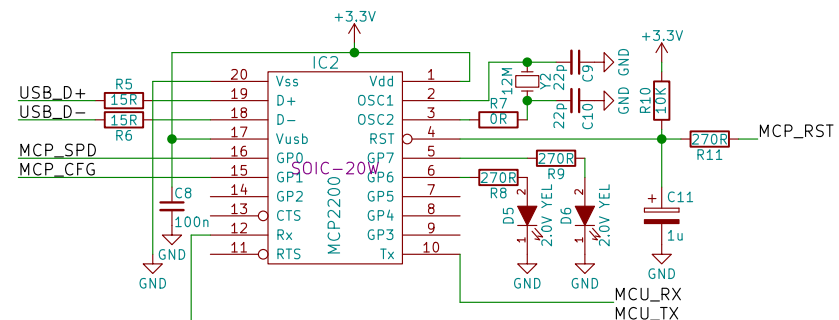 +3.3V
IC2
+3.3V
20 Vss Vdd 1
19 D+ OSC1 2
18 D- OSC2 3
17 Vusb RST 4
16 GP0 GP7 5
15 GP1 GP6 6
14 GP2 GP5 7
13 CTS GP4 8
12 Rx GP3 9
11 RTS Tx 10
SOIC-20W
MCP2200
USB_D+
R5
15R
USB_D-
15R
R6
MCP_SPD
MCP_CFG
C8
100n
GND
GND
12M
Y2
22p
C9
GND
R7
0R
22p
C10
GND
R10
10K
270R
R11
MCP_RST
270R
R9
270R
R8
2
D5
2.0V YEL
1
GND
2
D6
2.0V YEL
1
GND
+
C11
1u
GND
MCU_RX
MCU_TX